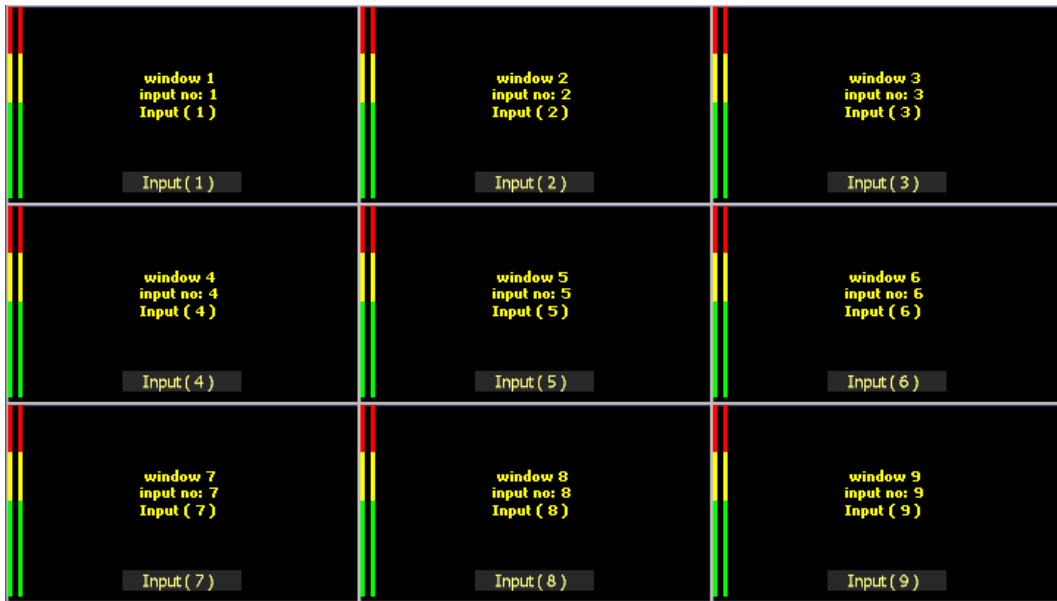 window 1
input no: 1
Input ( 1 )
Input ( 1 )
window 2
input no: 2
Input ( 2 )
Input ( 2 )
window 3
input no: 3
Input ( 3 )
Input ( 3 )
window 4
input no: 4
Input ( 4 )
Input ( 4 )
window 5
input no: 5
Input ( 5 )
Input ( 5 )
window 6
input no: 6
Input ( 6 )
Input ( 6 )
window 7
input no: 7
Input ( 7 )
Input ( 7 )
window 8
input no: 8
Input ( 8 )
Input ( 8 )
window 9
input no: 9
Input ( 9 )
Input ( 9 )